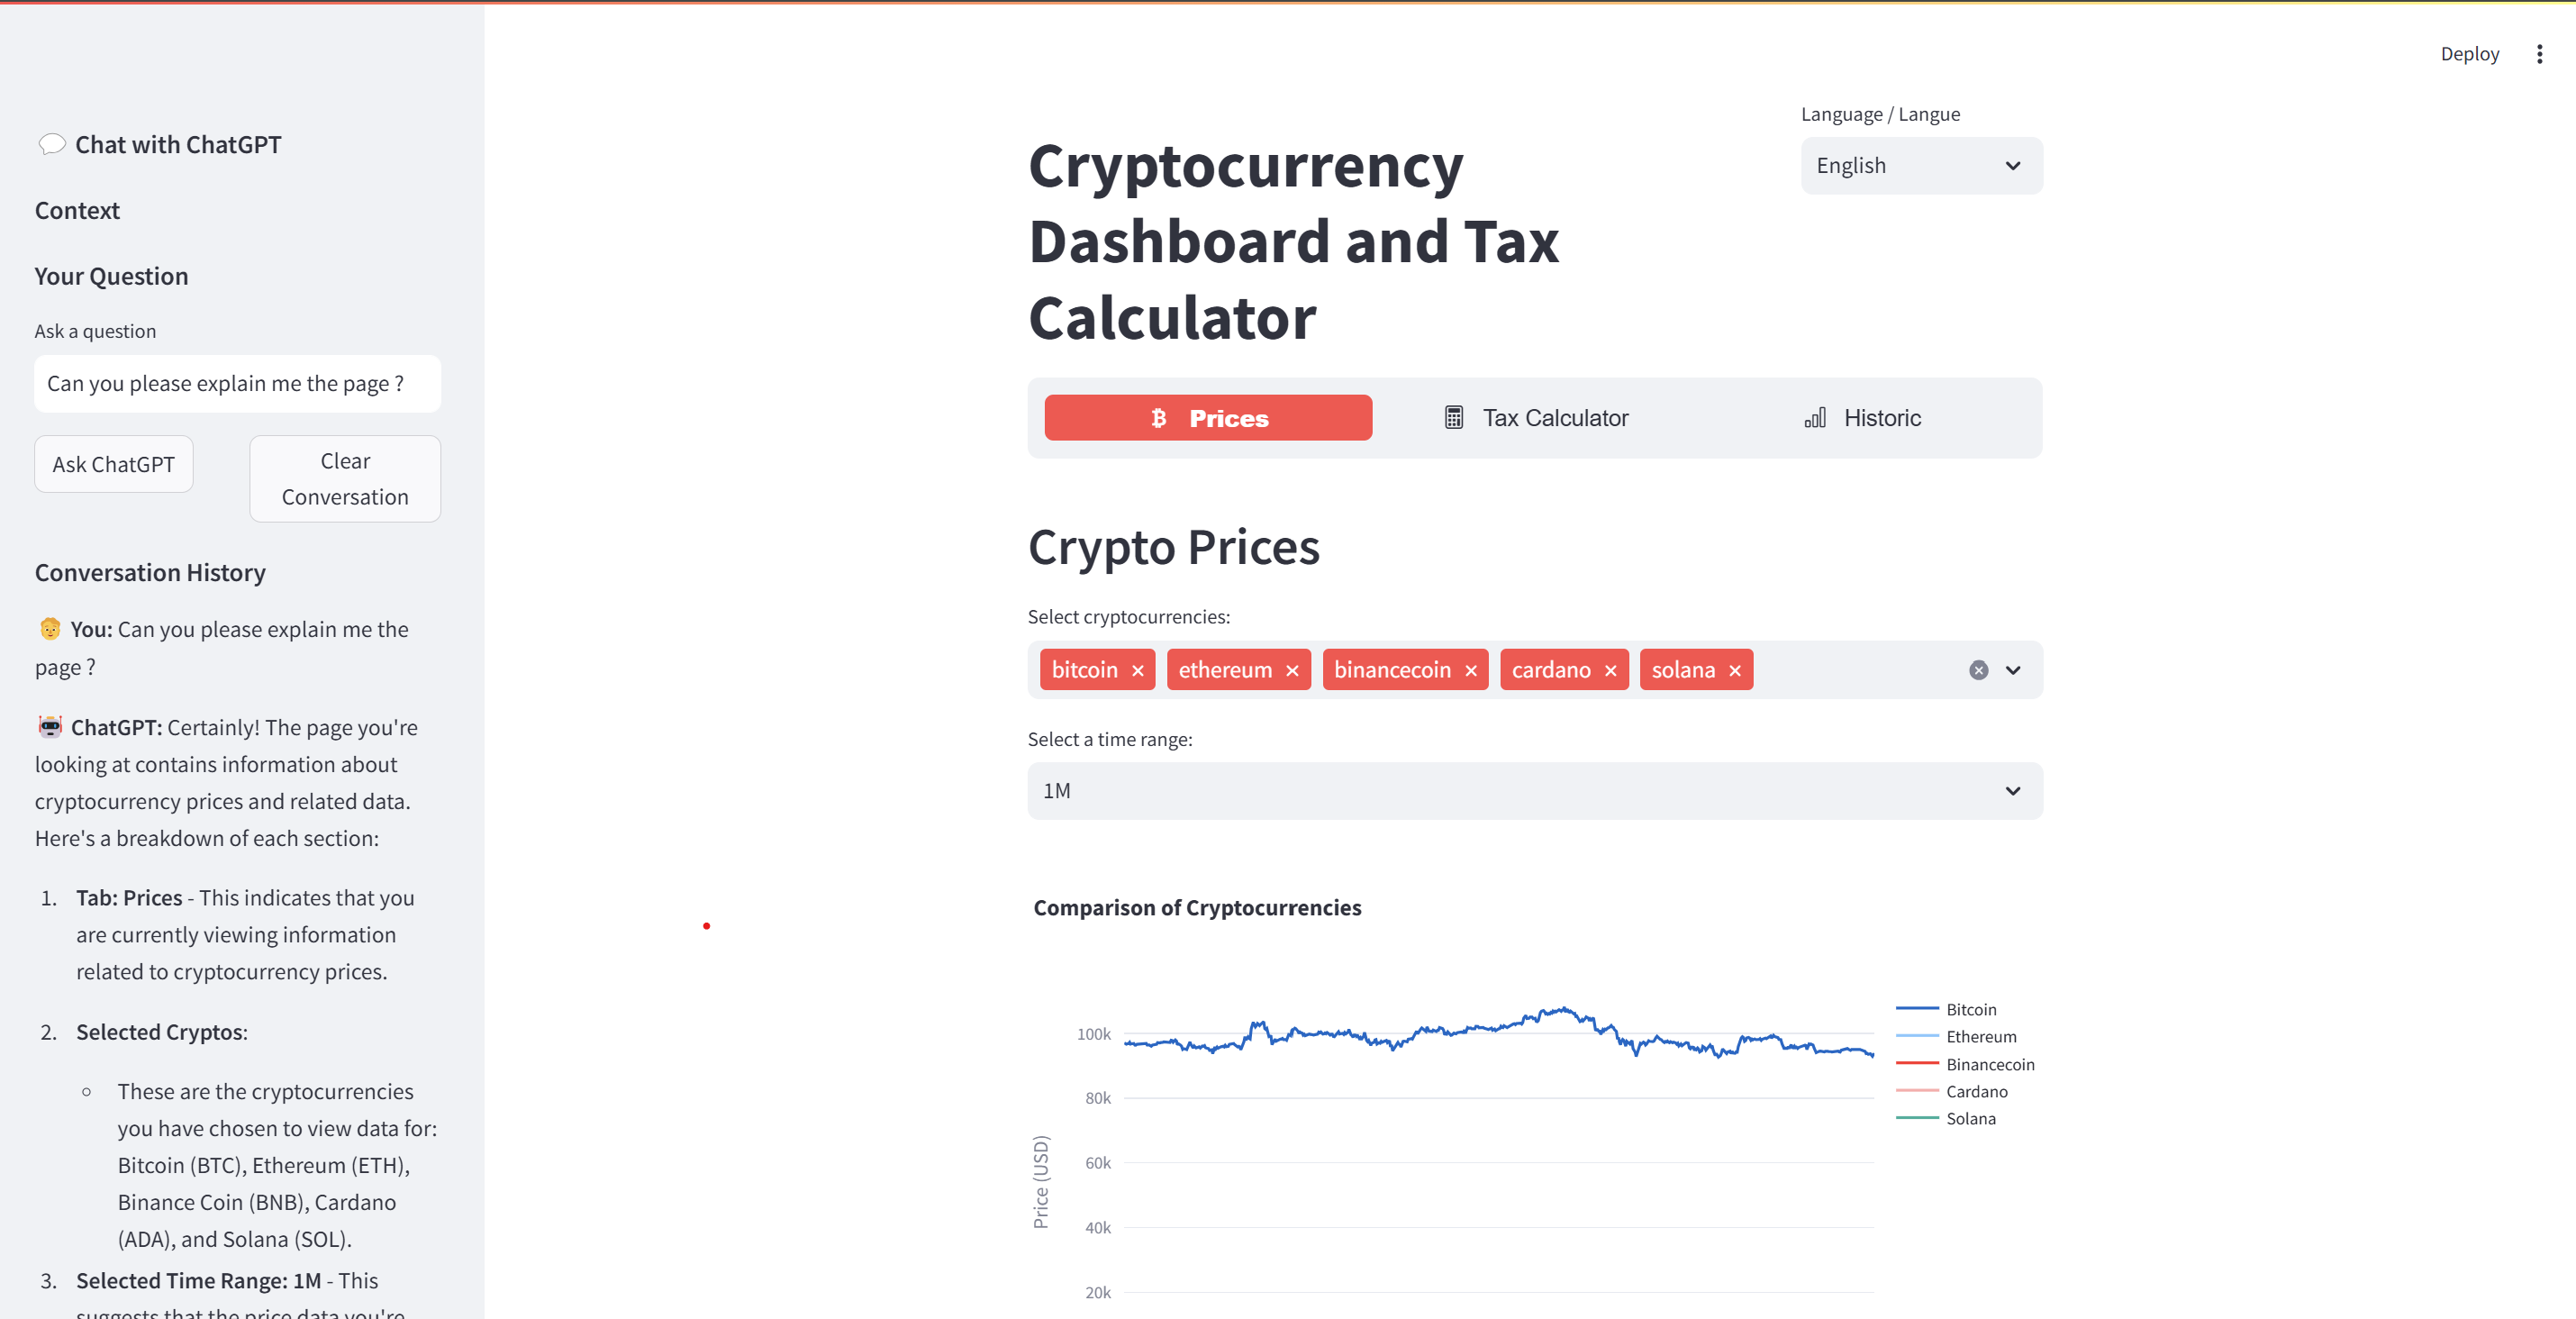 Deploy
Chat with ChatGPT
Context
Your Question
Ask a question
Can you please explain me the page ?
Ask ChatGPT
Clear
Conversation
Conversation History
You: Can you please explain me the
page ?
ChatGPT: Certainly! The page you're
looking at contains information about
cryptocurrency prices and related data.
Here's a breakdown of each section:
1. Tab: Prices - This indicates that you
are currently viewing information
related to cryptocurrency prices.
2. Selected Cryptos:
These are the cryptocurrencies
you have chosen to view data for:
Bitcoin (BTC), Ethereum (ETH),
Binance Coin (BNB), Cardano
(ADA), and Solana (SOL).
3. Selected Time Range: 1M - This
suggests that the price data you're
Language / Langue
English
Cryptocurrency
Dashboard and Tax
Calculator
Prices
Tax Calculator
Historic
Crypto Prices
Select cryptocurrencies:
bitcoin × ethereum × binancecoin × cardano × solana ×
Select a time range:
1M
Comparison of Cryptocurrencies
100k
80k
60k
40k
20k
Price (USD)
Bitcoin
Ethereum
Binancecoin
Cardano
Solana